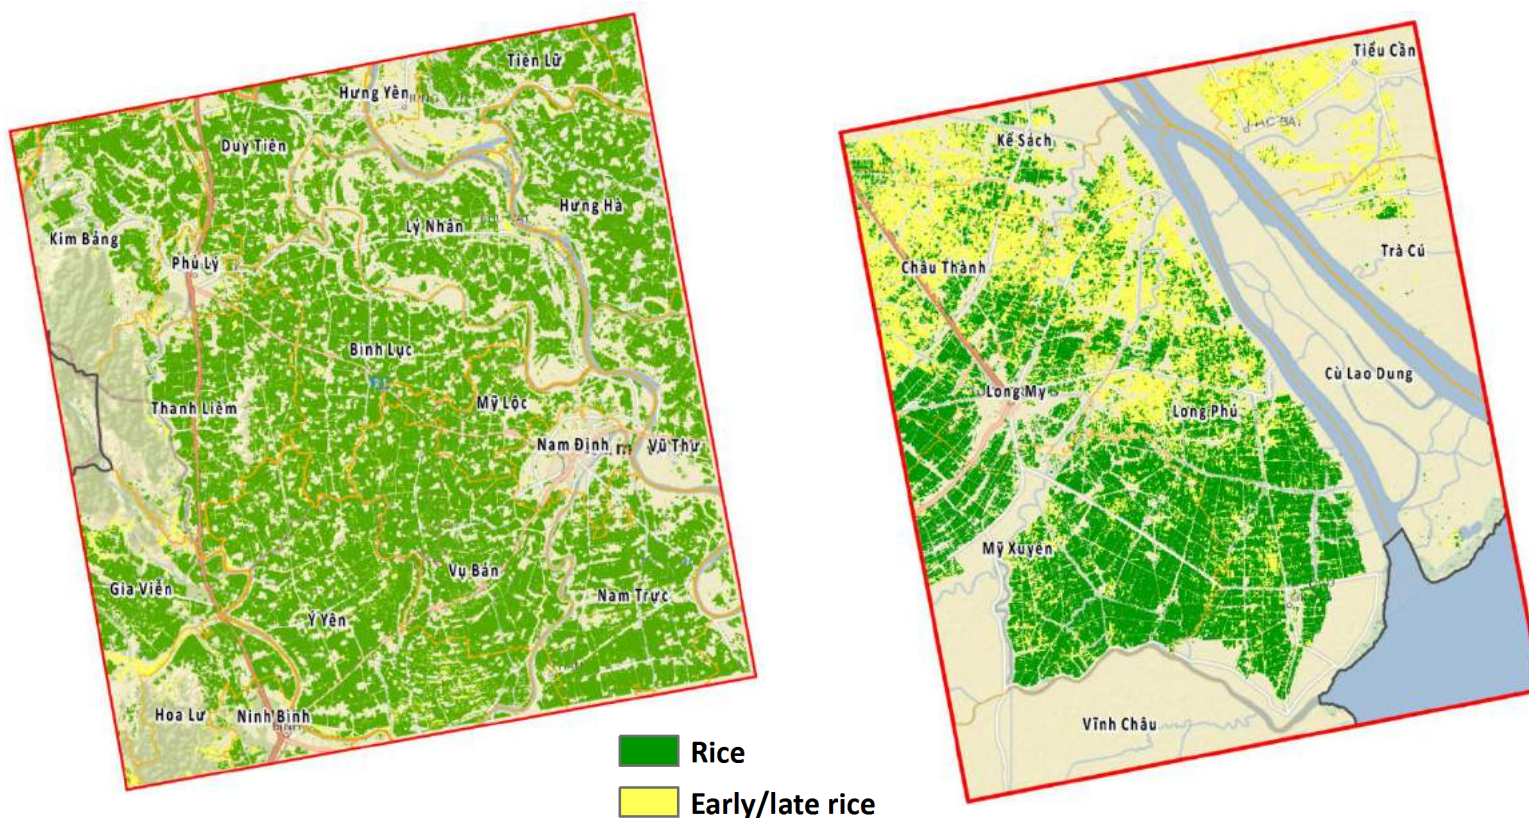 Tiên Lữ
Hưng Yên
Duy Tiên
Hưng Hà
Lý Nhân
Kim Bảng
Phủ Lý
Bình Lục
Thanh Liêm
Mỹ Lộc
Nam Định
Vũ Thư
Vụ Bản
Gia Viễn
Nam Trực
Ý Yên
Hoa Lư
Ninh Bình
Tiểu Cần
Kế Sách
Trà Cú
Châu Thành
Cù Lao Dung
Long Mỹ
Long Phú
Mỹ Xuyên
Vĩnh Châu
Rice
Early/late rice